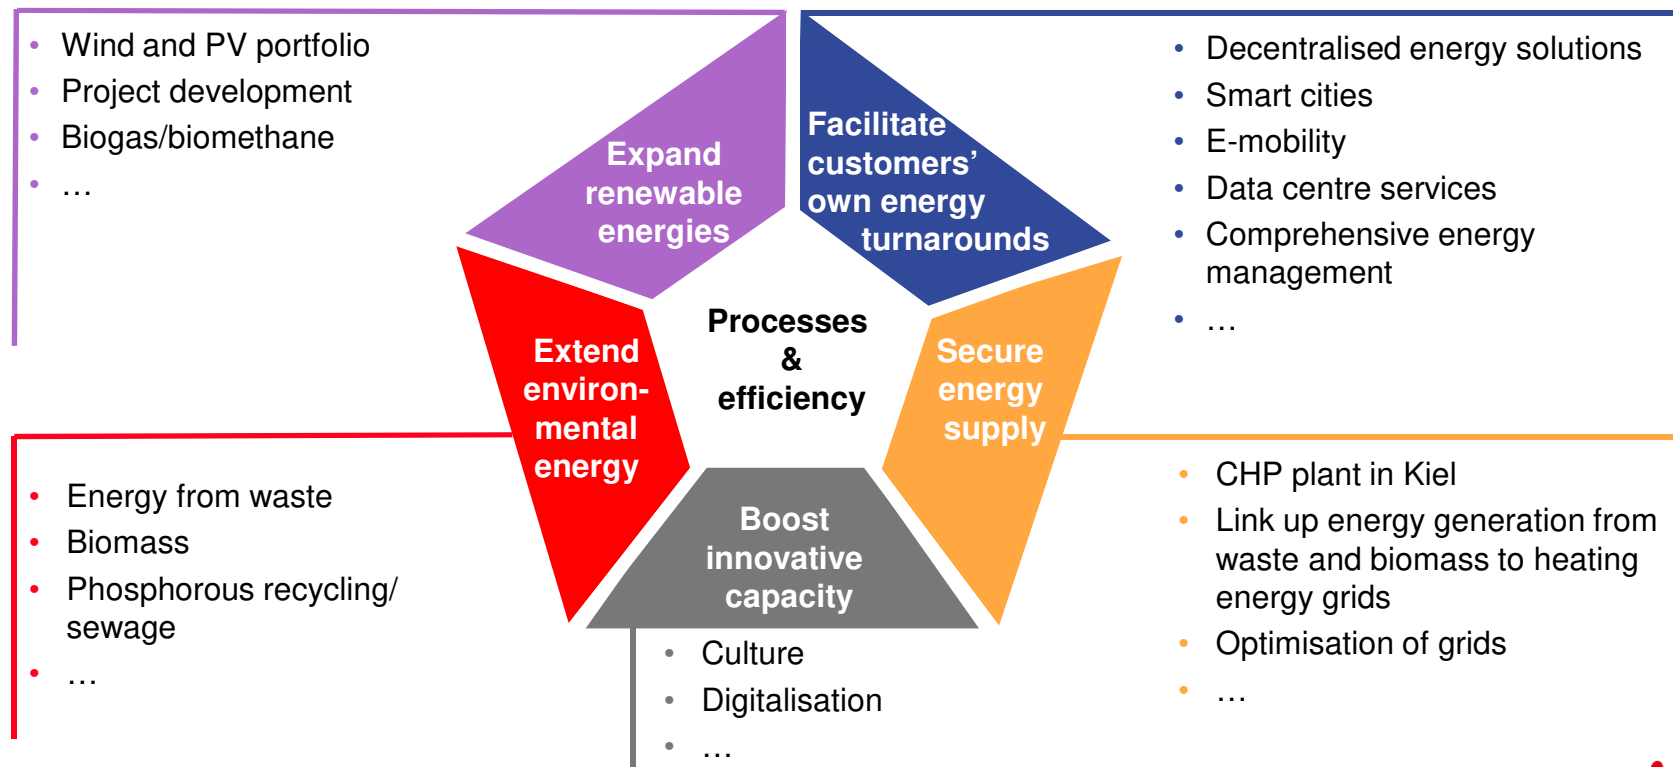 • Wind and PV portfolio
• Project development
• Biogas/biomethane
• …
Expand
renewable
energies
Facilitate
customers’
own energy
turnarounds
• Decentralised energy solutions
• Smart cities
• E-mobility
• Data centre services
• Comprehensive energy
management
• …
Processes
&
efficiency
Extend
environ-
mental
energy
Secure
energy
supply
• Energy from waste
• Biomass
• Phosphorous recycling/
sewage
• …
Boost
innovative
capacity
• Culture
• Digitalisation
• …
• CHP plant in Kiel
• Link up energy generation from
waste and biomass to heating
energy grids
• Optimisation of grids
• …